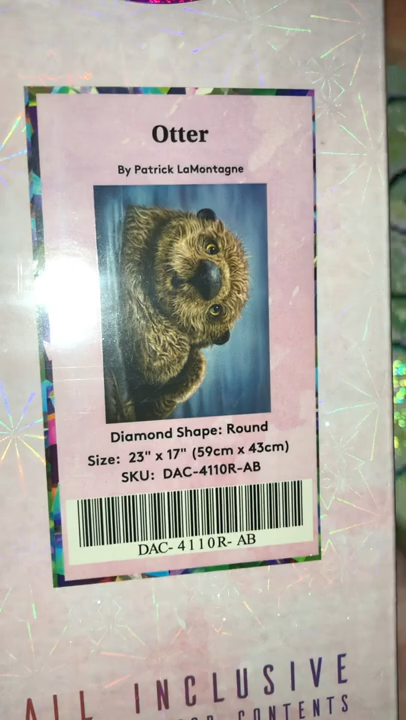 Otter
By Patrick LaMontagne
Diamond Shape: Round
Size: 23" x 17" (59cm x 43cm)
SKU: DAC-4110R-AB
DAC- 4110R- AB
ALL INCLUSIVE
CONTENTS